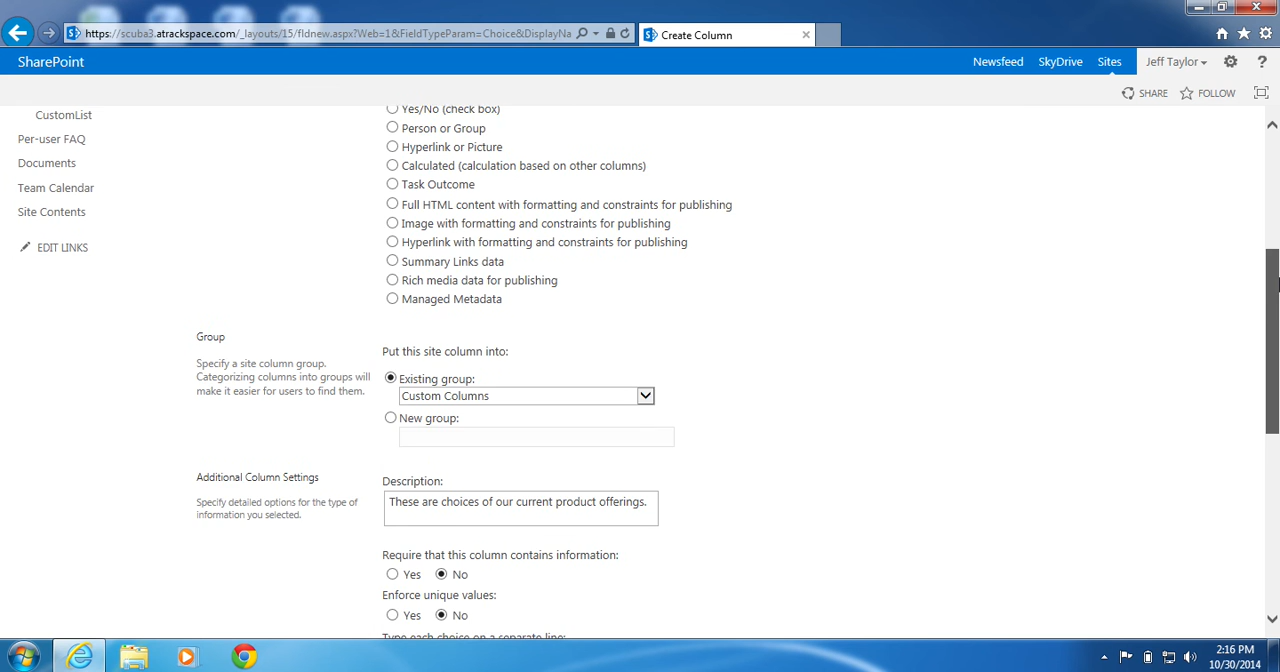 https://scuba3.atrackspace.com/_layouts/15/fldnew.aspx?Web=1&FieldTypeParam=Choice&DisplayNa
Create Column
SharePoint
Newsfeed
SkyDrive
Sites
Jeff Taylor
?
SHARE
FOLLOW
CustomList
Per-user FAQ
Documents
Team Calendar
Site Contents
EDIT LINKS
Yes/No (check box)
Person or Group
Hyperlink or Picture
Calculated (calculation based on other columns)
Task Outcome
Full HTML content with formatting and constraints for publishing
Image with formatting and constraints for publishing
Hyperlink with formatting and constraints for publishing
Summary Links data
Rich media data for publishing
Managed Metadata
Group
Specify a site column group.
Categorizing columns into groups will
make it easier for users to find them.
Put this site column into:
Existing group:
Custom Columns
New group:
Additional Column Settings
Specify detailed options for the type of
information you selected.
Description:
These are choices of our current product offerings.
Require that this column contains information:
Yes No
Enforce unique values:
Yes No
Type each choice on a separate line:
2:16 PM
10/30/2014